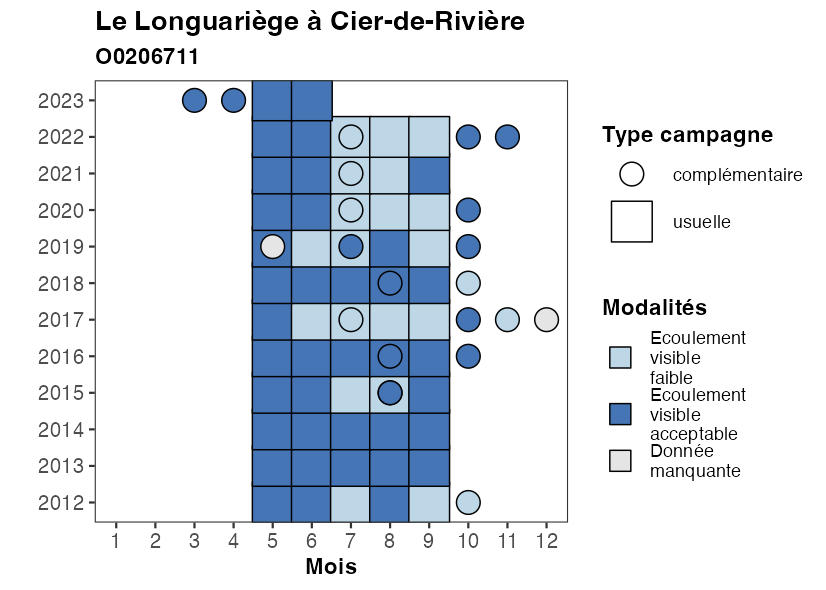 Le Longuariège à Cier-de-Rivière
O0206711
2023
2022
2021
2020
2019
2018
2017
2016
2015
2014
2013
2012
1 2 3 4 5 6 7 8 9 10 11 12
Mois
Type campagne
complémentaire
usuelle
Modalités
Ecoulement
visible
faible
Ecoulement
visible
acceptable
Donnée
manquante